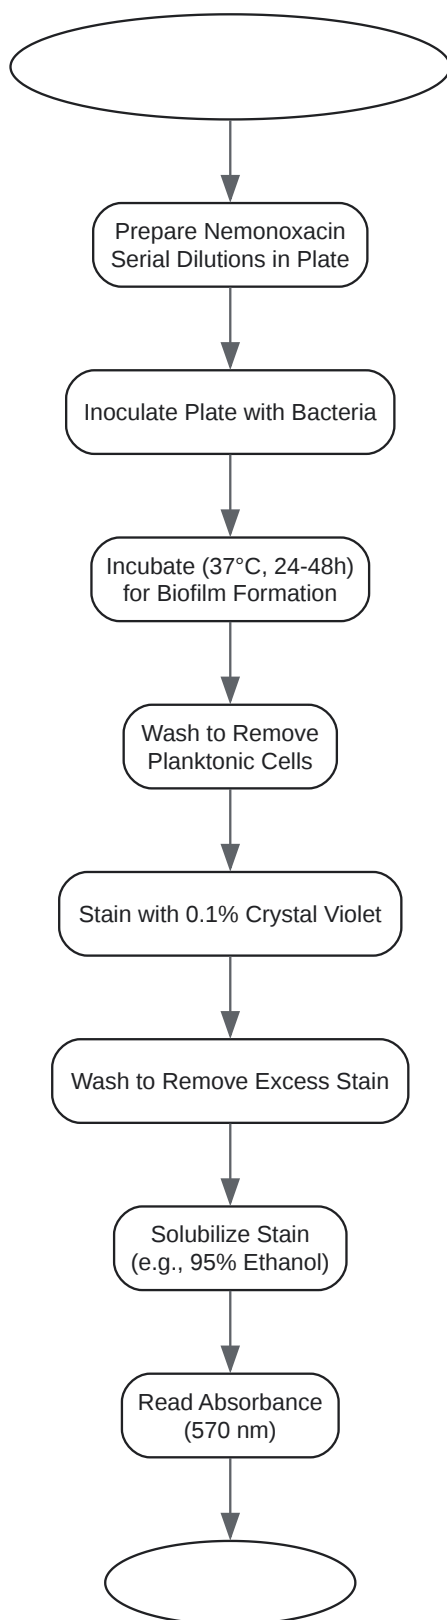 Prepare Nemonoxacin
Serial Dilutions in Plate
Inoculate Plate with Bacteria
Incubate (37°C, 24-48h)
for Biofilm Formation
Wash to Remove
Planktonic Cells
Stain with 0.1% Crystal Violet
Wash to Remove Excess Stain
Solubilize Stain
(e.g., 95% Ethanol)
Read Absorbance
(570 nm)